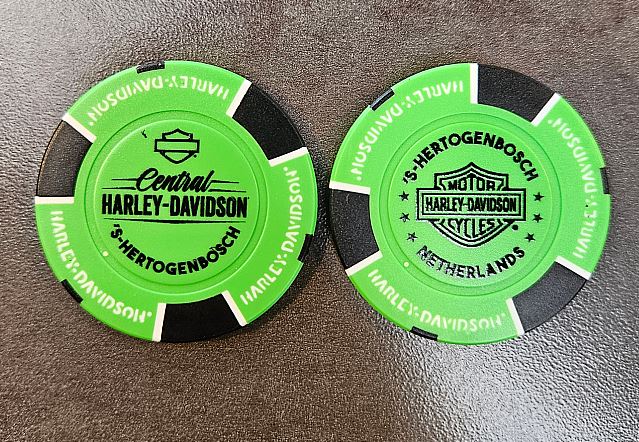 HARLEY-DAVIDSON
Central
HARLEY-DAVIDSON
'S-HERTOGENBOSCH
HARLEY-DAVIDSON
HARLEY-DAVIDSON®
HARLEY-DAVIDSON
'S-HERTOGENBOSCH
MOTOR
HARLEY-DAVIDSON
CYCLES
NETHERLANDS
HARLEY-DAVIDSON
HARLEY-DAVIDSON®